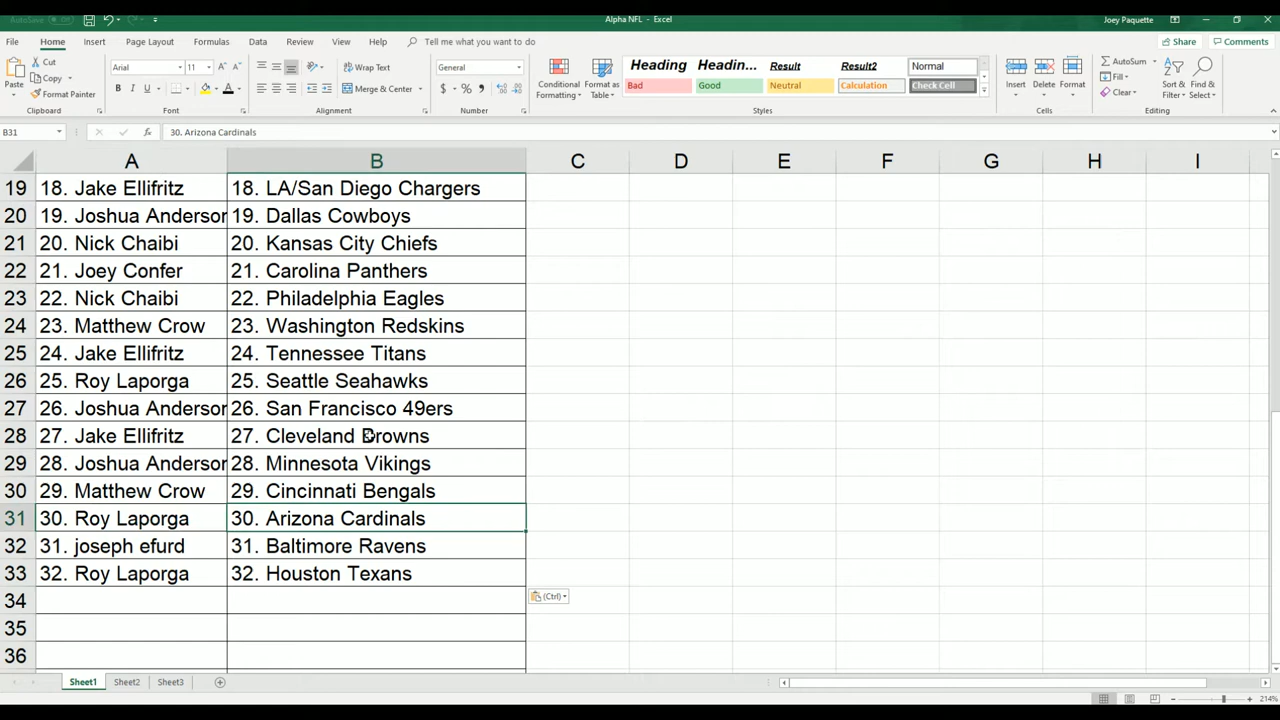 AutoSave Off Alpha NFL - Excel Joey Paquette
File Home Insert Page Layout Formulas Data Review View Help Tell me what you want to do Share Comments
Paste Cut Copy Format Painter Clipboard
Arial 11 Font
Wrap Text Merge & Center Alignment
General $ % , Number
Conditional Formatting Format as Table
Heading Headin... Result Result2 Normal
Bad Good Neutral Calculation Check Cell
Styles
Insert Delete Format Cells
AutoSum Fill Clear Sort & Filter Find & Select Editing
B31 fx 30. Arizona Cardinals
A B C D E F G H I
19 18. Jake Ellifritz 18. LA/San Diego Chargers
20 19. Joshua Anderson 19. Dallas Cowboys
21 20. Nick Chaibi 20. Kansas City Chiefs
22 21. Joey Confer 21. Carolina Panthers
23 22. Nick Chaibi 22. Philadelphia Eagles
24 23. Matthew Crow 23. Washington Redskins
25 24. Jake Ellifritz 24. Tennessee Titans
26 25. Roy Laporga 25. Seattle Seahawks
27 26. Joshua Anderson 26. San Francisco 49ers
28 27. Jake Ellifritz 27. Cleveland Browns
29 28. Joshua Anderson 28. Minnesota Vikings
30 29. Matthew Crow 29. Cincinnati Bengals
31 30. Roy Laporga 30. Arizona Cardinals
32 31. joseph efurd 31. Baltimore Ravens
33 32. Roy Laporga 32. Houston Texans
34 (Ctrl)
35
36
Sheet1 Sheet2 Sheet3
214%